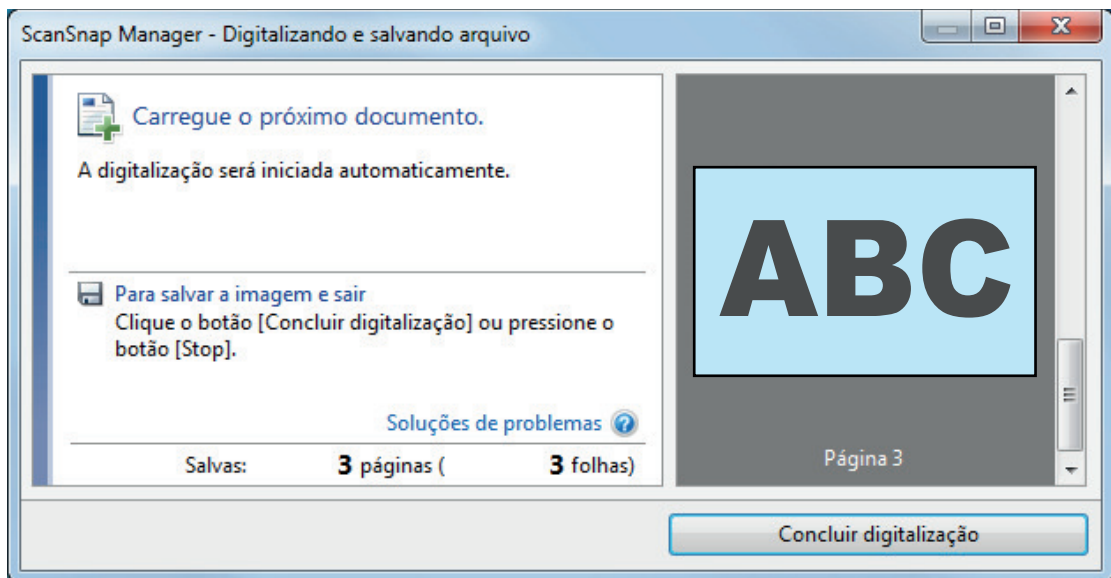 ScanSnap Manager - Digitalizando e salvando arquivo
Carregue o próximo documento.
A digitalização será iniciada automaticamente.
Para salvar a imagem e sair
Clique o botão [Concluir digitalização] ou pressione o
botão [Stop].
Soluções de problemas
Salvas: 3 páginas ( 3 folhas)
ABC
Página 3
Concluir digitalização